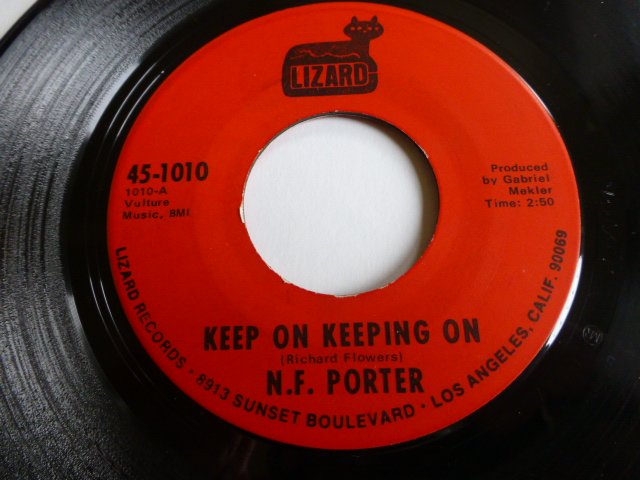 LIZARD
45-1010
1010-A
Vulture
Music, BMI
Produced
by Gabriel
Mekler
Time: 2:50
KEEP ON KEEPING ON
(Richard Flowers)
N.F. PORTER
LIZARD RECORDS · 8913 SUNSET BOULEVARD · LOS ANGELES, CALIF. 90069